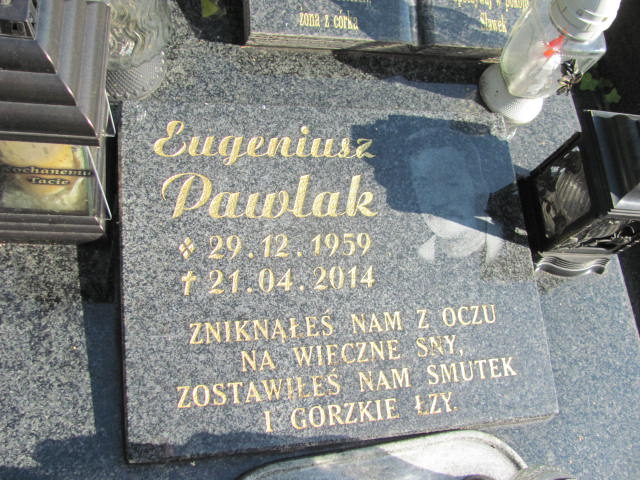 żona z córką
Sławek
Kochanemu
Tacie
Eugeniusz
Pawlak
29.12.1959
21.04.2014
ZNIKNĄŁEŚ NAM Z OCZU
NA WIECZNE SNY,
ZOSTAWIŁEŚ NAM SMUTEK
I GORZKIE ŁZY.